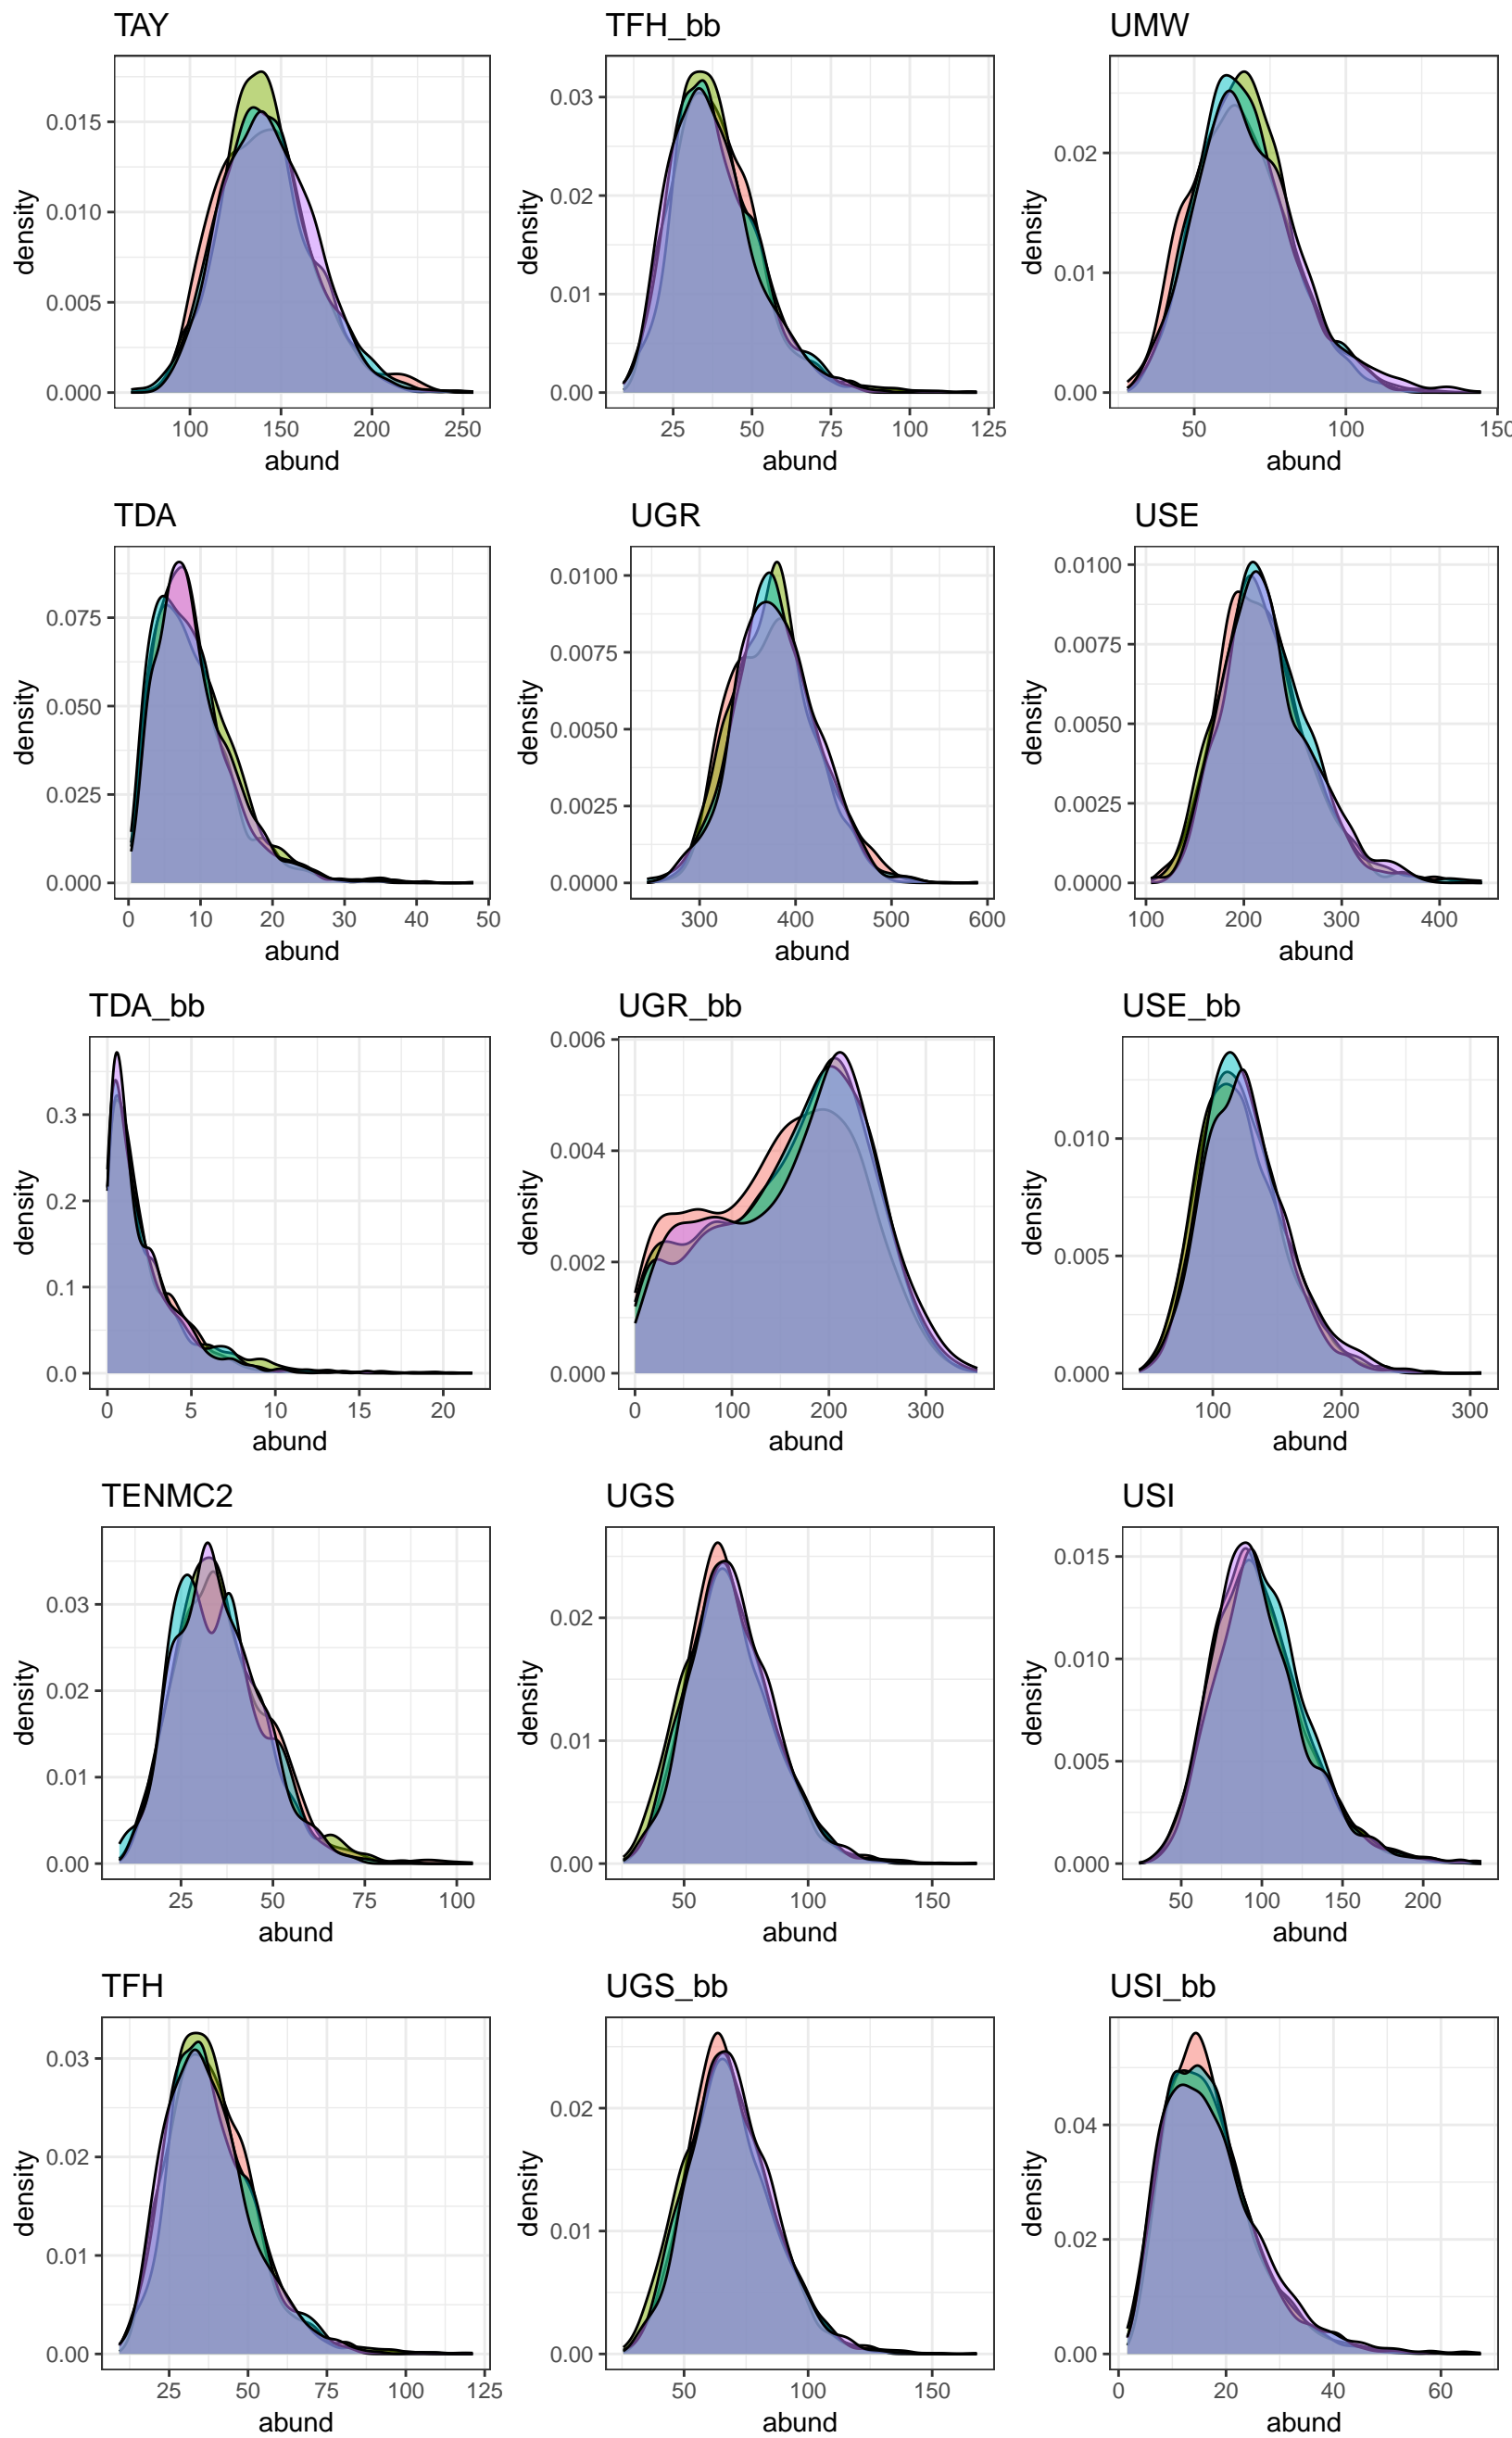 TAY TFH_bb UMW
0.015 0.03 0.02
0.010 0.02 0.01
0.005 0.01 0.00
0.000 0.00
density density density
100 150 200 250 25 50 75 100 125 50 100 150
abund abund abund
TDA UGR USE
0.075 0.0100 0.0100
0.050 0.0075 0.0075
0.025 0.0050 0.0050
0.000 0.0025 0.0025
0.0000 0.0000
density density density
0 10 20 30 40 50 300 400 500 600 100 200 300 400
abund abund abund
TDA_bb UGR_bb USE_bb
0.3 0.006 0.010
0.2 0.004 0.005
0.1 0.002 0.000
0.0 0.000
density density density
0 5 10 15 20 0 100 200 300 100 200 300
abund abund abund
TENMC2 UGS USI
0.03 0.02 0.015
0.02 0.01 0.010
0.01 0.00 0.005
0.00 0.000
density density density
25 50 75 100 50 100 150 50 100 150 200
abund abund abund
TFH UGS_bb USI_bb
0.03 0.02 0.04
0.02 0.01 0.02
0.01 0.00 0.00
0.00
density density density
25 50 75 100 125 50 100 150 0 20 40 60
abund abund abund